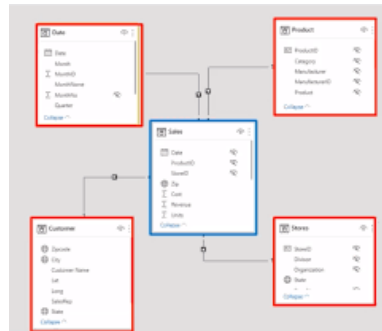 Date
Date
Month
MonthID
MonthName
MonthNo
Quarter
Collapse
Product
ProductID
Category
Manufacturer
ManufacturerID
Product
Collapse
Sales
Date
ProductID
StoreID
Zip
Cost
Revenue
Units
Collapse
Customer
Zipcode
City
Customer Name
Lat
Long
SalesRep
State
Collapse
Stores
StoreID
Division
Organization
State
Collapse